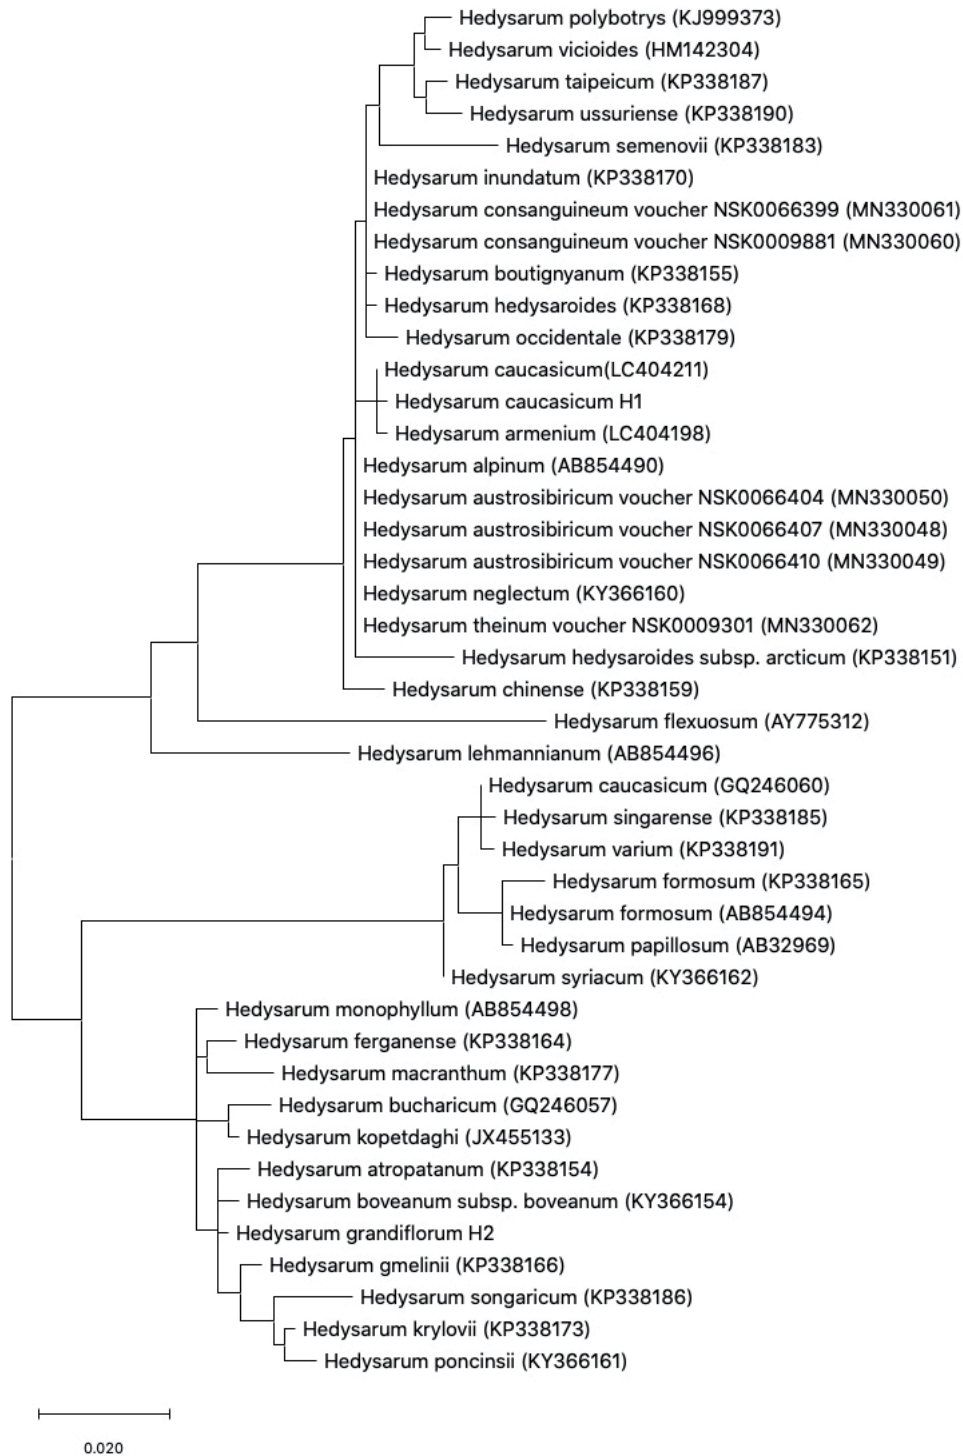 Hedysarum polybotrys (KJ999373)
Hedysarum vicioides (HM142304)
Hedysarum taipeicum (KP338187)
Hedysarum ussuriense (KP338190)
Hedysarum semenovii (KP338183)
Hedysarum inundatum (KP338170)
Hedysarum consanguineum voucher NSK0066399 (MN330061)
Hedysarum consanguineum voucher NSK0009881 (MN330060)
Hedysarum boutignyanum (KP338155)
Hedysarum hedysaroides (KP338168)
Hedysarum occidentale (KP338179)
Hedysarum caucasicum(LC404211)
Hedysarum caucasicum H1
Hedysarum armenium (LC404198)
Hedysarum alpinum (AB854490)
Hedysarum austrosibiricum voucher NSK0066404 (MN330050)
Hedysarum austrosibiricum voucher NSK0066407 (MN330048)
Hedysarum austrosibiricum voucher NSK0066410 (MN330049)
Hedysarum neglectum (KY366160)
Hedysarum theinum voucher NSK0009301 (MN330062)
Hedysarum hedysaroides subsp. arcticum (KP338151)
Hedysarum chinense (KP338159)
Hedysarum flexuosum (AY775312)
Hedysarum lehmannianum (AB854496)
Hedysarum caucasicum (GQ246060)
Hedysarum singarense (KP338185)
Hedysarum varium (KP338191)
Hedysarum formosum (KP338165)
Hedysarum formosum (AB854494)
Hedysarum papillosum (AB32969)
Hedysarum syriacum (KY366162)
Hedysarum monophyllum (AB854498)
Hedysarum ferganense (KP338164)
Hedysarum macranthum (KP338177)
Hedysarum bucharicum (GQ246057)
Hedysarum kopetdaghi (JX455133)
Hedysarum atropatanum (KP338154)
Hedysarum boveanum subsp. boveanum (KY366154)
Hedysarum grandiflorum H2
Hedysarum gmelinii (KP338166)
Hedysarum songaricum (KP338186)
Hedysarum krylovii (KP338173)
Hedysarum poncinsii (KY366161)
0.020